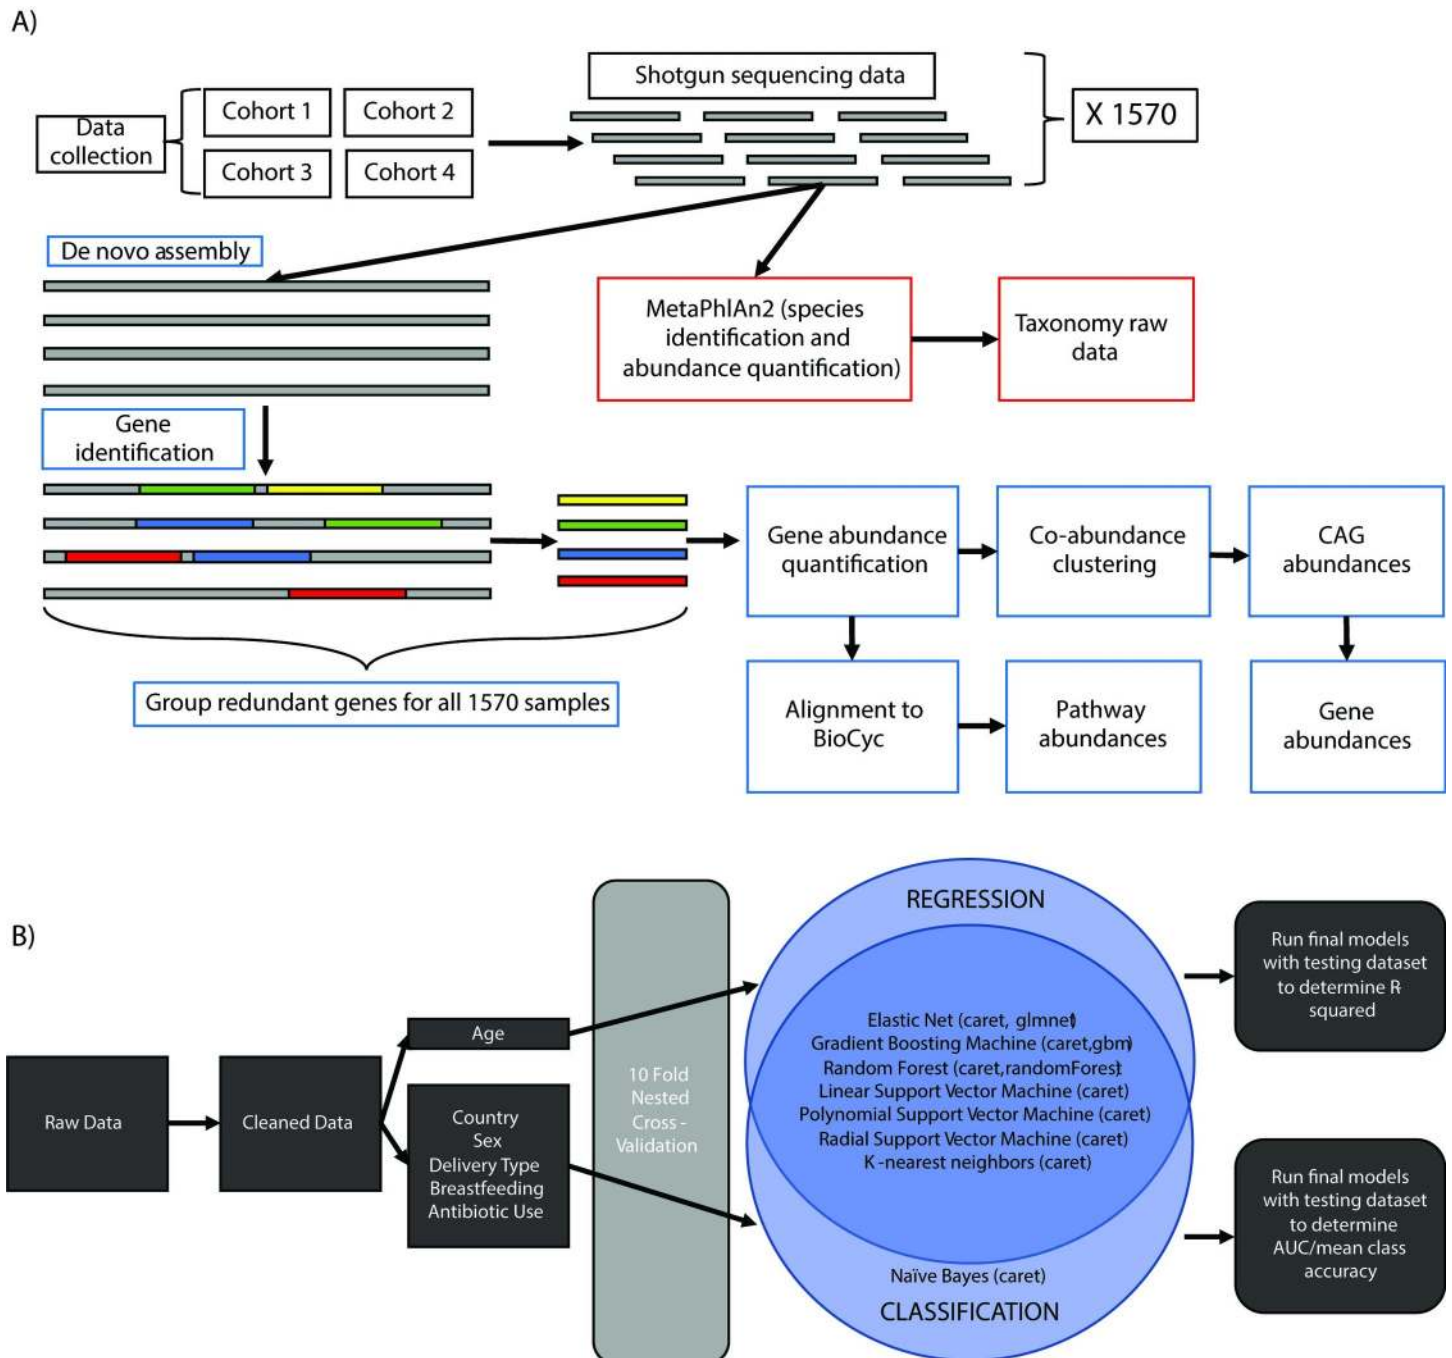 A)
Shotgun sequencing data
Data
collection
Cohort 1
Cohort 2
Cohort 3
Cohort 4
X 1570
De novo assembly
MetaPhlAn2 (species
identification and
abundance quantification)
Taxonomy raw
data
Gene
identification
Gene abundance
quantification
Co-abundance
clustering
CAG
abundances
Group redundant genes for all 1570 samples
Alignment to
BioCyc
Pathway
abundances
Gene
abundances
B)
Raw Data
Cleaned Data
Age
Country
Sex
Delivery Type
Breastfeeding
Antibiotic Use
10 Fold
Nested
Cross -
Validation
REGRESSION
Elastic Net (caret, glmnet)
Gradient Boosting Machine (caret,gbm)
Random Forest (caret,randomForest)
Linear Support Vector Machine (caret)
Polynomial Support Vector Machine (caret)
Radial Support Vector Machine (caret)
K-nearest neighbors (caret)
Naïve Bayes (caret)
CLASSIFICATION
Run final models
with testing dataset
to determine R-
squared
Run final models
with testing dataset
to determine
AUC/mean class
accuracy